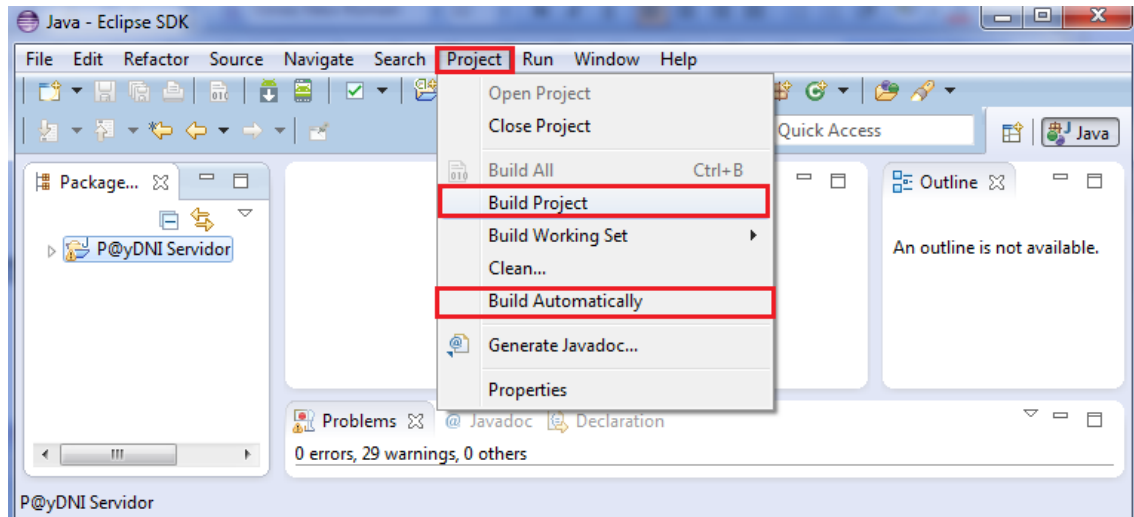 Java - Eclipse SDK
File Edit Refactor Source Navigate Search Project Run Window Help
Open Project
Close Project
Quick Access
Java
Build All Ctrl+B
Build Project
Build Working Set
Clean...
Build Automatically
Generate Javadoc...
Properties
Package...
P@yDNI Servidor
Outline
An outline is not available.
Problems @ Javadoc Declaration
0 errors, 29 warnings, 0 others
P@yDNI Servidor